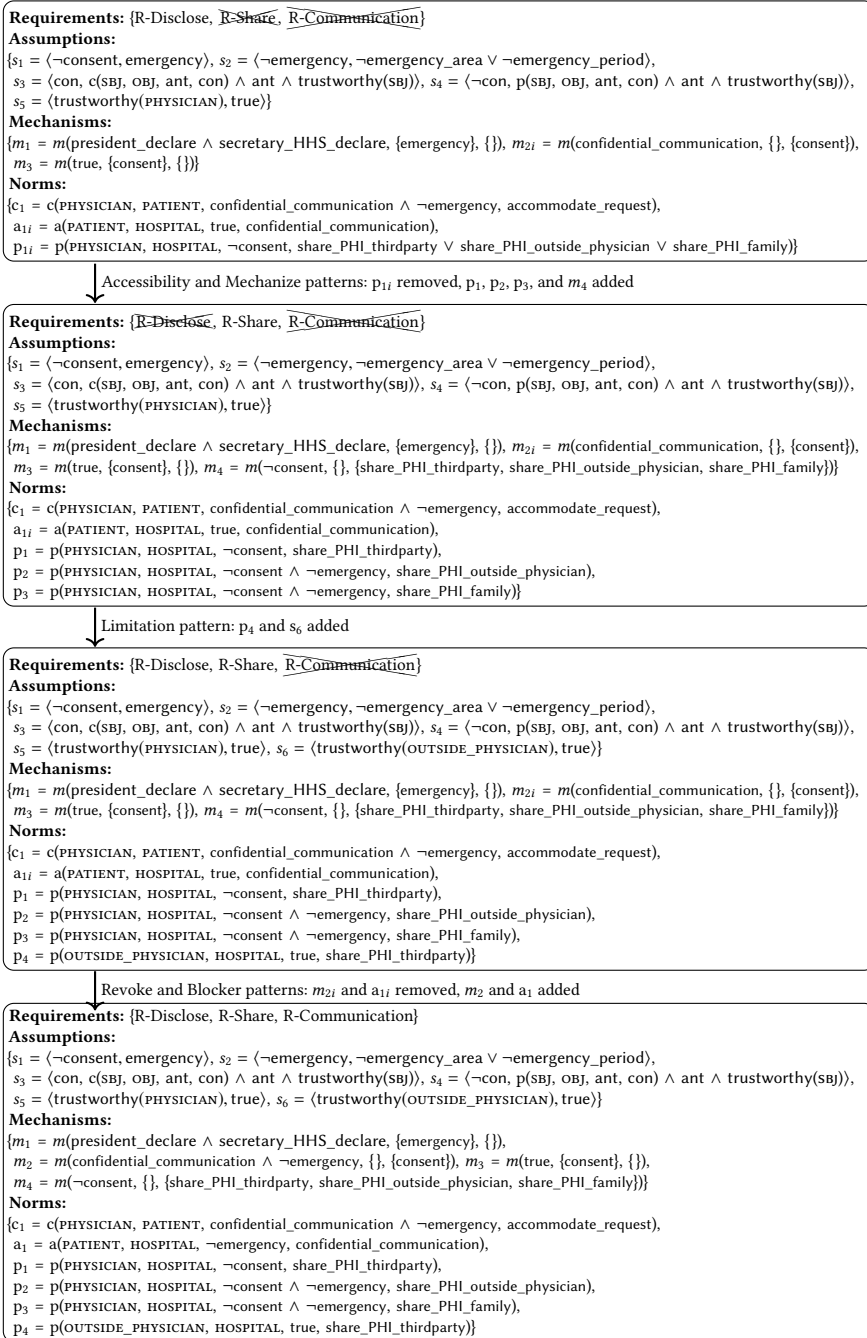 Requirements: {R-Disclose, R-Share, R-Communication}
Assumptions:
{s₁ = ⟨¬consent, emergency⟩, s₂ = ⟨¬emergency, ¬emergency_area ∨ ¬emergency_period⟩,
s₃ = ⟨con, c(SBJ, OBJ, ant, con) ∧ ant ∧ trustworthy(SBJ)⟩, s₄ = ⟨¬con, p(SBJ, OBJ, ant, con) ∧ ant ∧ trustworthy(SBJ)⟩,
s₅ = ⟨trustworthy(PHYSICIAN), true⟩}
Mechanisms:
{m₁ = m(president_declare ∧ secretary_HHS_declare, {emergency}, {}), m₂ᵢ = m(confidential_communication, {}, {consent}),
m₃ = m(true, {consent}, {})}
Norms:
{c₁ = c(PHYSICIAN, PATIENT, confidential_communication ∧ ¬emergency, accommodate_request),
a₁ᵢ = a(PATIENT, HOSPITAL, true, confidential_communication),
p₁ᵢ = p(PHYSICIAN, HOSPITAL, ¬consent, share_PHI_thirdparty ∨ share_PHI_outside_physician ∨ share_PHI_family)}
Accessibility and Mechanize patterns: p₁ᵢ removed, p₁, p₂, p₃, and m₄ added
Requirements: {R-Disclose, R-Share, R-Communication}
Assumptions:
{s₁ = ⟨¬consent, emergency⟩, s₂ = ⟨¬emergency, ¬emergency_area ∨ ¬emergency_period⟩,
s₃ = ⟨con, c(SBJ, OBJ, ant, con) ∧ ant ∧ trustworthy(SBJ)⟩, s₄ = ⟨¬con, p(SBJ, OBJ, ant, con) ∧ ant ∧ trustworthy(SBJ)⟩,
s₅ = ⟨trustworthy(PHYSICIAN), true⟩}
Mechanisms:
{m₁ = m(president_declare ∧ secretary_HHS_declare, {emergency}, {}), m₂ᵢ = m(confidential_communication, {}, {consent}),
m₃ = m(true, {consent}, {}), m₄ = m(¬consent, {}, {share_PHI_thirdparty, share_PHI_outside_physician, share_PHI_family})}
Norms:
{c₁ = c(PHYSICIAN, PATIENT, confidential_communication ∧ ¬emergency, accommodate_request),
a₁ᵢ = a(PATIENT, HOSPITAL, true, confidential_communication),
p₁ = p(PHYSICIAN, HOSPITAL, ¬consent, share_PHI_thirdparty),
p₂ = p(PHYSICIAN, HOSPITAL, ¬consent ∧ ¬emergency, share_PHI_outside_physician),
p₃ = p(PHYSICIAN, HOSPITAL, ¬consent ∧ ¬emergency, share_PHI_family)}
Limitation pattern: p₄ and s₆ added
Requirements: {R-Disclose, R-Share, R-Communication}
Assumptions:
{s₁ = ⟨¬consent, emergency⟩, s₂ = ⟨¬emergency, ¬emergency_area ∨ ¬emergency_period⟩,
s₃ = ⟨con, c(SBJ, OBJ, ant, con) ∧ ant ∧ trustworthy(SBJ)⟩, s₄ = ⟨¬con, p(SBJ, OBJ, ant, con) ∧ ant ∧ trustworthy(SBJ)⟩,
s₅ = ⟨trustworthy(PHYSICIAN), true⟩, s₆ = ⟨trustworthy(OUTSIDE_PHYSICIAN), true⟩}
Mechanisms:
{m₁ = m(president_declare ∧ secretary_HHS_declare, {emergency}, {}), m₂ᵢ = m(confidential_communication, {}, {consent}),
m₃ = m(true, {consent}, {}), m₄ = m(¬consent, {}, {share_PHI_thirdparty, share_PHI_outside_physician, share_PHI_family})}
Norms:
{c₁ = c(PHYSICIAN, PATIENT, confidential_communication ∧ ¬emergency, accommodate_request),
a₁ᵢ = a(PATIENT, HOSPITAL, true, confidential_communication),
p₁ = p(PHYSICIAN, HOSPITAL, ¬consent, share_PHI_thirdparty),
p₂ = p(PHYSICIAN, HOSPITAL, ¬consent ∧ ¬emergency, share_PHI_outside_physician),
p₃ = p(PHYSICIAN, HOSPITAL, ¬consent ∧ ¬emergency, share_PHI_family),
p₄ = p(OUTSIDE_PHYSICIAN, HOSPITAL, true, share_PHI_thirdparty)}
Revoke and Blocker patterns: m₂ᵢ and a₁ᵢ removed, m₂ and a₁ added
Requirements: {R-Disclose, R-Share, R-Communication}
Assumptions:
{s₁ = ⟨¬consent, emergency⟩, s₂ = ⟨¬emergency, ¬emergency_area ∨ ¬emergency_period⟩,
s₃ = ⟨con, c(SBJ, OBJ, ant, con) ∧ ant ∧ trustworthy(SBJ)⟩, s₄ = ⟨¬con, p(SBJ, OBJ, ant, con) ∧ ant ∧ trustworthy(SBJ)⟩,
s₅ = ⟨trustworthy(PHYSICIAN), true⟩, s₆ = ⟨trustworthy(OUTSIDE_PHYSICIAN), true⟩}
Mechanisms:
{m₁ = m(president_declare ∧ secretary_HHS_declare, {emergency}, {}),
m₂ = m(confidential_communication ∧ ¬emergency, {}, {consent}), m₃ = m(true, {consent}, {}),
m₄ = m(¬consent, {}, {share_PHI_thirdparty, share_PHI_outside_physician, share_PHI_family})}
Norms:
{c₁ = c(PHYSICIAN, PATIENT, confidential_communication ∧ ¬emergency, accommodate_request),
a₁ = a(PATIENT, HOSPITAL, ¬emergency, confidential_communication),
p₁ = p(PHYSICIAN, HOSPITAL, ¬consent, share_PHI_thirdparty),
p₂ = p(PHYSICIAN, HOSPITAL, ¬consent ∧ ¬emergency, share_PHI_outside_physician),
p₃ = p(PHYSICIAN, HOSPITAL, ¬consent ∧ ¬emergency, share_PHI_family),
p₄ = p(OUTSIDE_PHYSICIAN, HOSPITAL, true, share_PHI_thirdparty)}